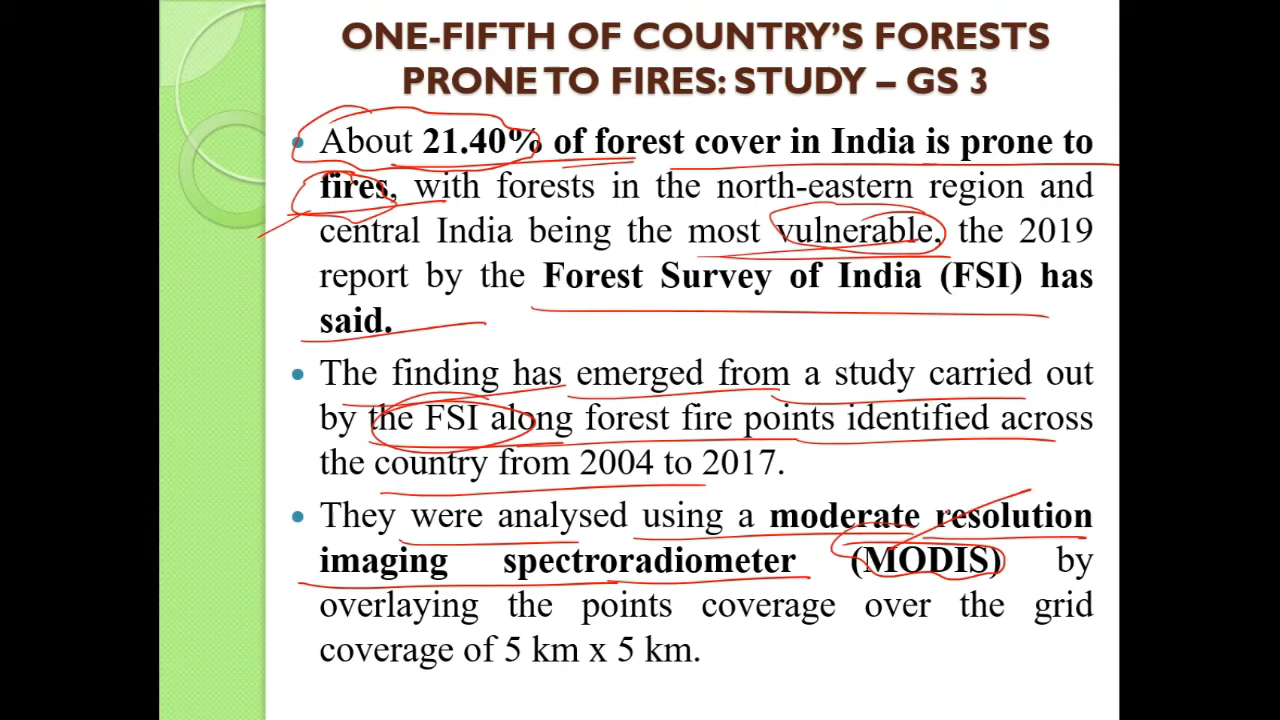 ONE-FIFTH OF COUNTRY’S FORESTS
PRONE TO FIRES: STUDY – GS 3
• About 21.40% of forest cover in India is prone to
fires, with forests in the north-eastern region and
central India being the most vulnerable, the 2019
report by the Forest Survey of India (FSI) has
said.
• The finding has emerged from a study carried out
by the FSI along forest fire points identified across
the country from 2004 to 2017.
• They were analysed using a moderate resolution
imaging spectroradiometer (MODIS) by
overlaying the points coverage over the grid
coverage of 5 km x 5 km.